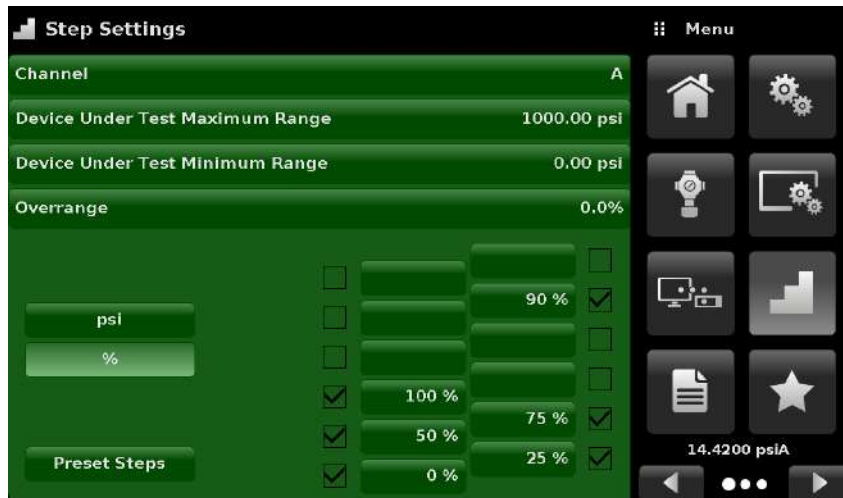 Step Settings
Menu
Channel A
Device Under Test Maximum Range 1000.00 psi
Device Under Test Minimum Range 0.00 psi
Overrange 0.0%
90 %
psi
%
100 %
75 %
50 %
25 %
Preset Steps
0 %
14.4200 psiA